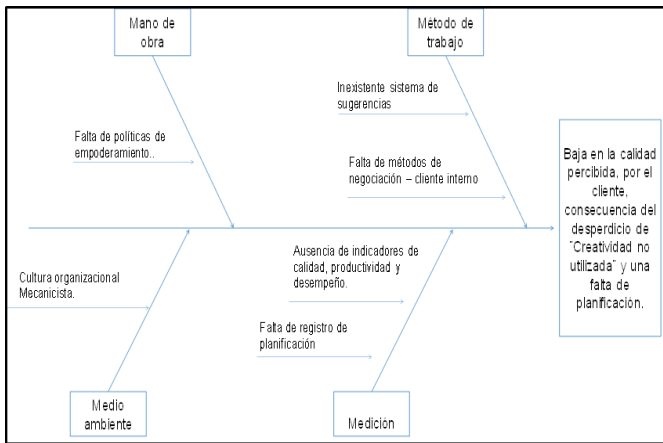 Mano de
obra
Método de
trabajo
Inexistente sistema de
sugerencias
Falta de políticas de
empoderamiento..
Falta de métodos de
negociación – cliente interno
Baja en la calidad
percibida, por el
cliente,
consecuencia del
desperdicio de
"Creatividad no
utilizada" y una
falta de
planificación.
Cultura organizacional
Mecanicista.
Ausencia de indicadores de
calidad, productividad y
desempeño.
Falta de registro de
planificación
Medio
ambiente
Medición